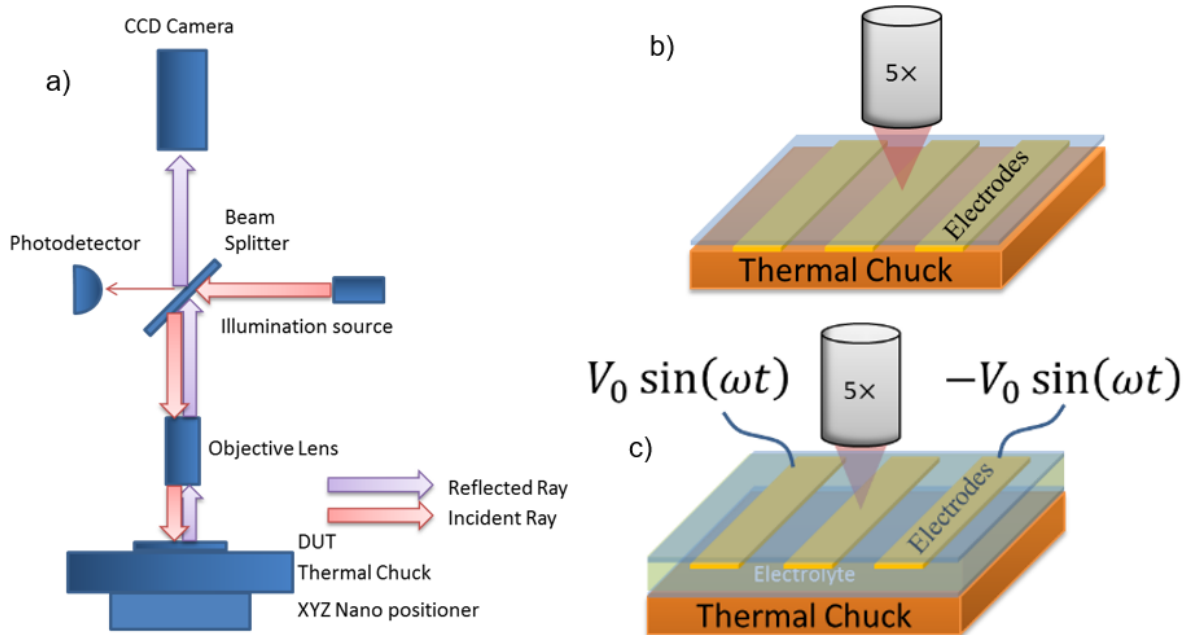 a)
CCD Camera
Beam
Splitter
Photodetector
Illumination source
Objective Lens
Reflected Ray
Incident Ray
DUT
Thermal Chuck
XYZ Nano positioner
b)
5×
Electrodes
Thermal Chuck
V₀ sin(ωt)
−V₀ sin(ωt)
c)
5×
Electrodes
Electrolyte
Thermal Chuck